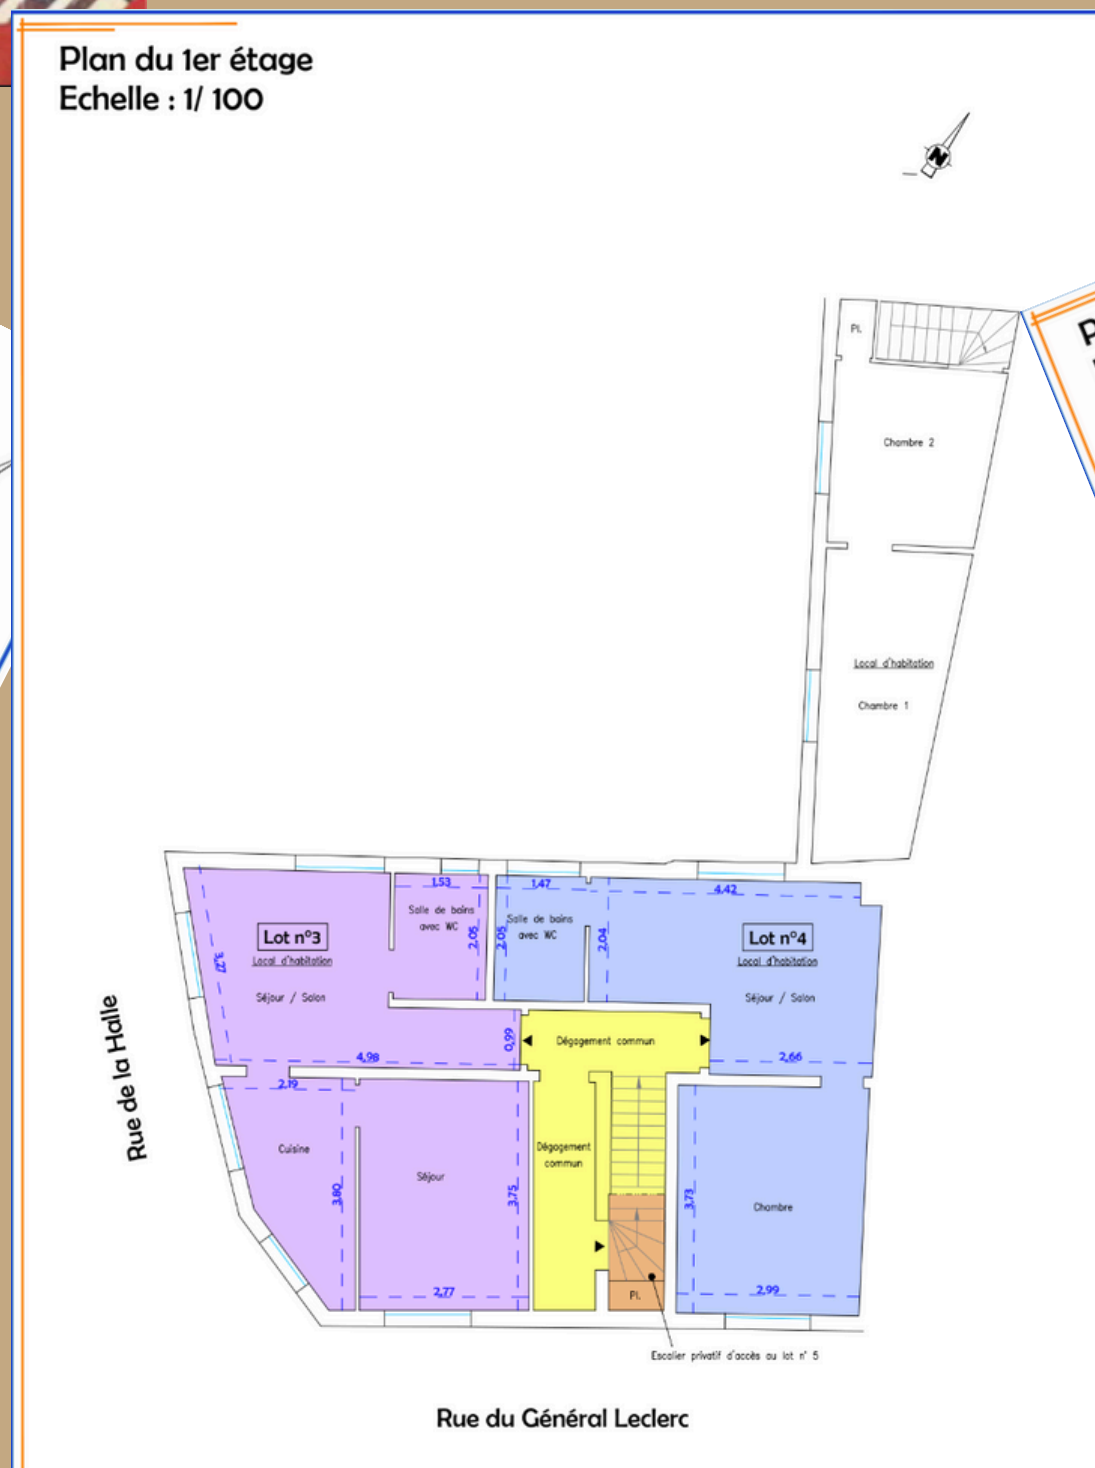 Plan du 1er étage
Echelle : 1/ 100
N
P
Pl.
Chambre 2
Local d'habitation
Chambre 1
1,53
1,47
4,42
Salle de bains
avec WC
2,05
2,05
Salle de bains
avec WC
2,04
Lot n°3
Local d'habitation
Séjour / Salon
3,27
Lot n°4
Local d'habitation
Séjour / Salon
4,98
0,99
Dégagement commun
2,66
Rue de la Halle
2,19
Cuisine
3,80
Séjour
3,75
2,77
Dégagement
commun
3,73
Chambre
2,99
Pl.
Escalier privatif d'accès au lot n° 5
Rue du Général Leclerc